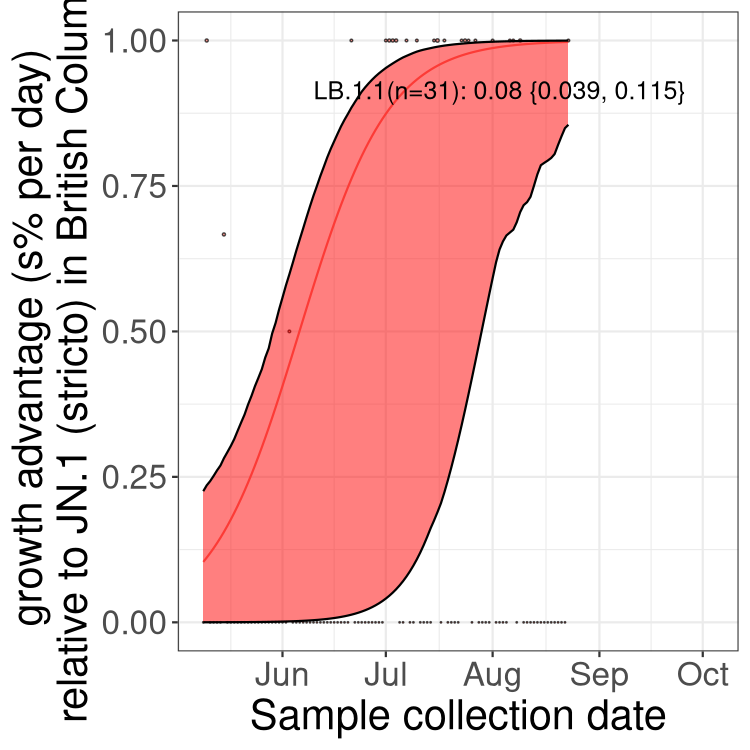 growth advantage (s% per day)
relative to JN.1 (stricto) in British Colum
1.00
0.75
0.50
0.25
0.00
LB.1.1(n=31): 0.08 {0.039, 0.115}
Jun Jul Aug Sep Oct
Sample collection date